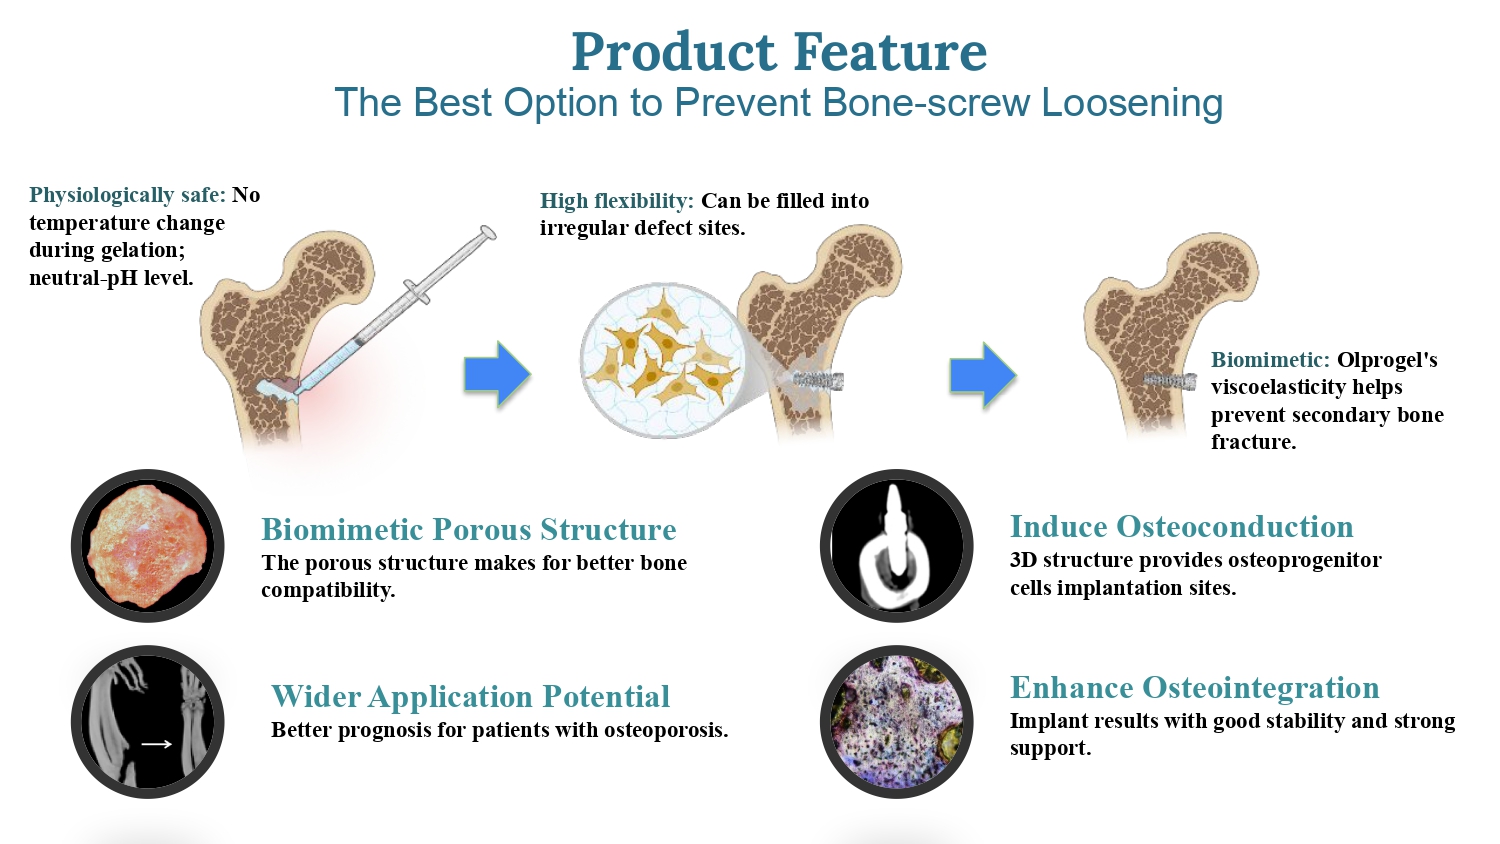 Product Feature
The Best Option to Prevent Bone-screw Loosening
Physiologically safe: No
temperature change
during gelation;
neutral-pH level.
High flexibility: Can be filled into
irregular defect sites.
Biomimetic: Olprogel's
viscoelasticity helps
prevent secondary bone
fracture.
Biomimetic Porous Structure
The porous structure makes for better bone
compatibility.
Induce Osteoconduction
3D structure provides osteoprogenitor
cells implantation sites.
Wider Application Potential
Better prognosis for patients with osteoporosis.
Enhance Osteointegration
Implant results with good stability and strong
support.